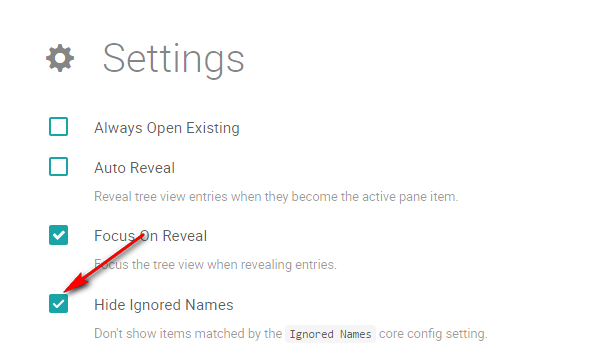 Settings
Always Open Existing
Auto Reveal
Reveal tree view entries when they become the active pane item.
Focus On Reveal
Focus the tree view when revealing entries.
Hide Ignored Names
Don't show items matched by the Ignored Names core config setting.